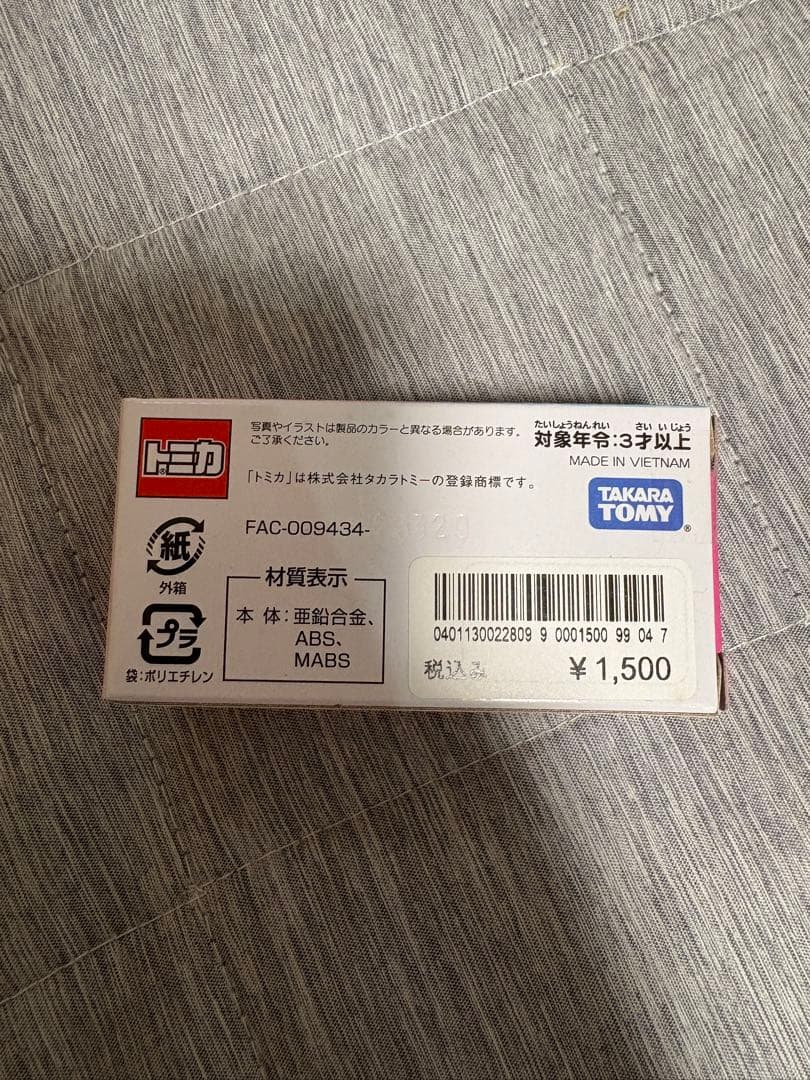 トミカ®
写真やイラストは製品のカラーと異なる場合があります。
ご了承ください。
「トミカ」は株式会社タカラトミーの登録商標です。
たいしょうねんれい さい いじょう
対象年令:3才以上
MADE IN VIETNAM
TAKARA
TOMY®
紙
外箱
FAC-009434-
プラ
袋:ポリエチレン
材質表示
本 体:亜鉛合金、
ABS、
MABS
0401130022809 9 0001500 99 04 7
税込み
¥1,500